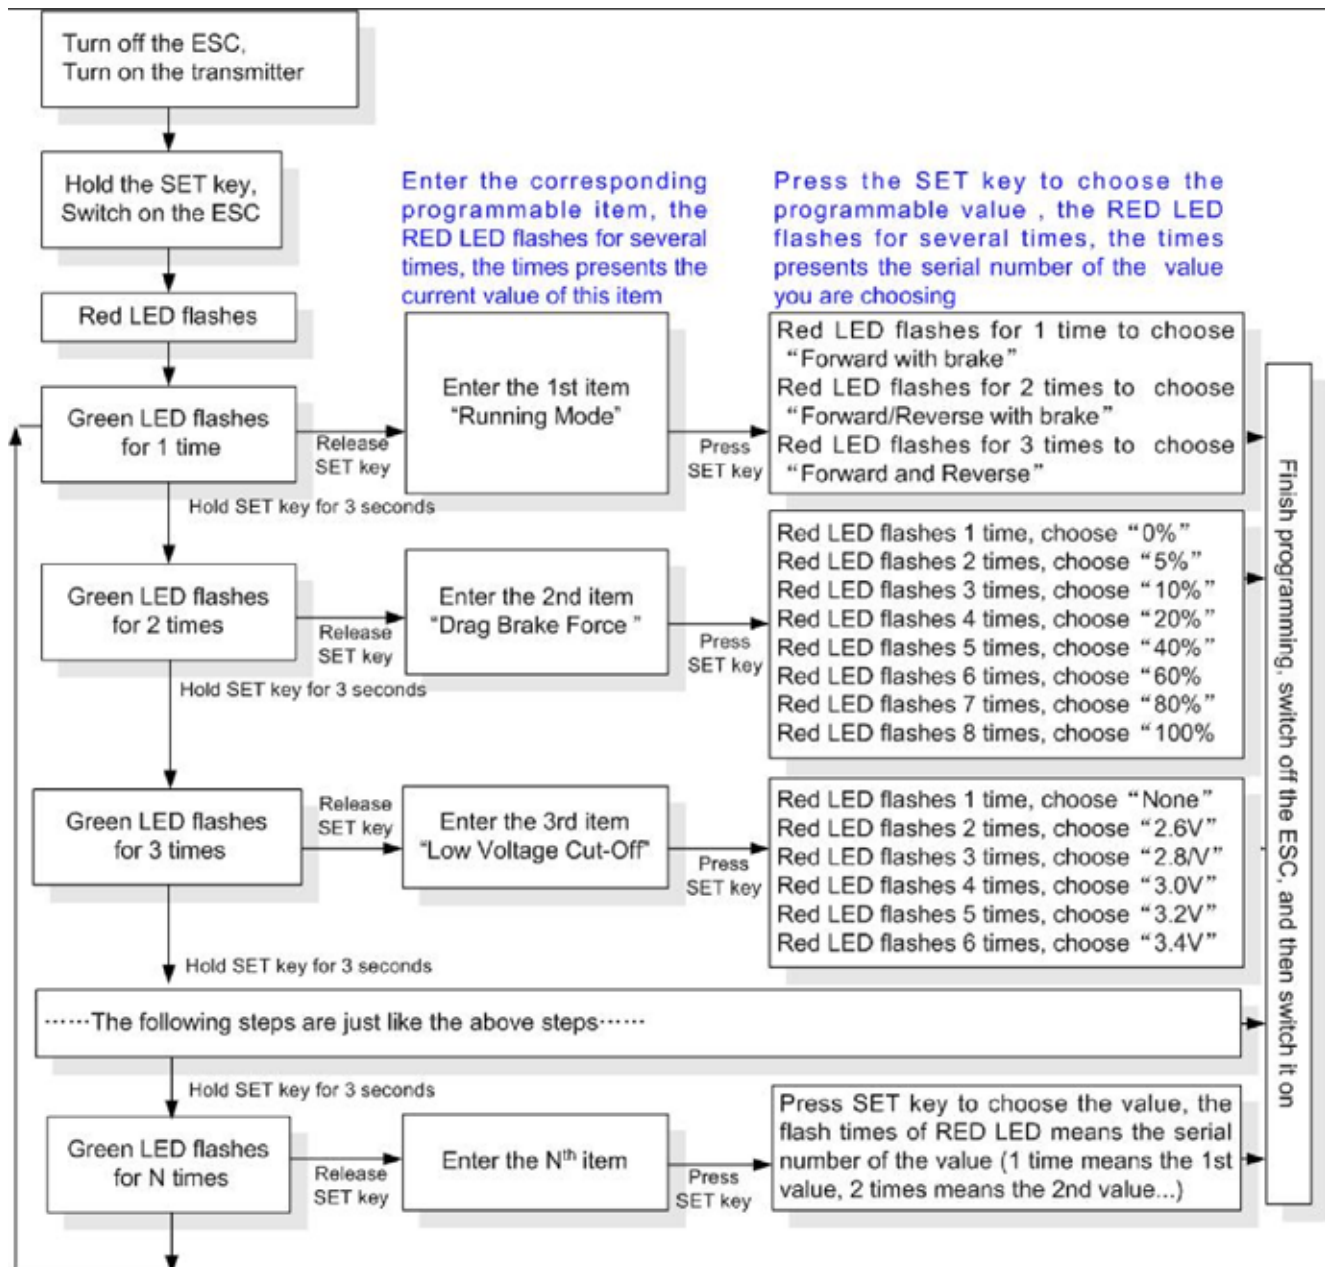 Turn off the ESC,
Turn on the transmitter
Hold the SET key,
Switch on the ESC
Enter the corresponding
programmable item, the
RED LED flashes for several
times, the times presents the
current value of this item
Press the SET key to choose the
programmable value , the RED LED
flashes for several times, the times
presents the serial number of the value
you are choosing
Red LED flashes
Green LED flashes
for 1 time
Release
SET key
Enter the 1st item
“Running Mode”
Press
SET key
Red LED flashes for 1 time to choose
“Forward with brake”
Red LED flashes for 2 times to choose
“Forward/Reverse with brake”
Red LED flashes for 3 times to choose
“Forward and Reverse”
Hold SET key for 3 seconds
Green LED flashes
for 2 times
Release
SET key
Enter the 2nd item
“Drag Brake Force ”
Press
SET key
Red LED flashes 1 time, choose “0%”
Red LED flashes 2 times, choose “5%”
Red LED flashes 3 times, choose “10%”
Red LED flashes 4 times, choose “20%”
Red LED flashes 5 times, choose “40%”
Red LED flashes 6 times, choose “60%
Red LED flashes 7 times, choose “80%”
Red LED flashes 8 times, choose “100%
Hold SET key for 3 seconds
Green LED flashes
for 3 times
Release
SET key
Enter the 3rd item
“Low Voltage Cut-Off”
Press
SET key
Red LED flashes 1 time, choose “None”
Red LED flashes 2 times, choose “2.6V”
Red LED flashes 3 times, choose “2.8/V”
Red LED flashes 4 times, choose “3.0V”
Red LED flashes 5 times, choose “3.2V”
Red LED flashes 6 times, choose “3.4V”
Hold SET key for 3 seconds
······The following steps are just like the above steps······
Hold SET key for 3 seconds
Green LED flashes
for N times
Release
SET key
Enter the Nth item
Press
SET key
Press SET key to choose the value, the
flash times of RED LED means the serial
number of the value (1 time means the 1st
value, 2 times means the 2nd value...)
Finish programming, switch off the ESC, and then switch it on